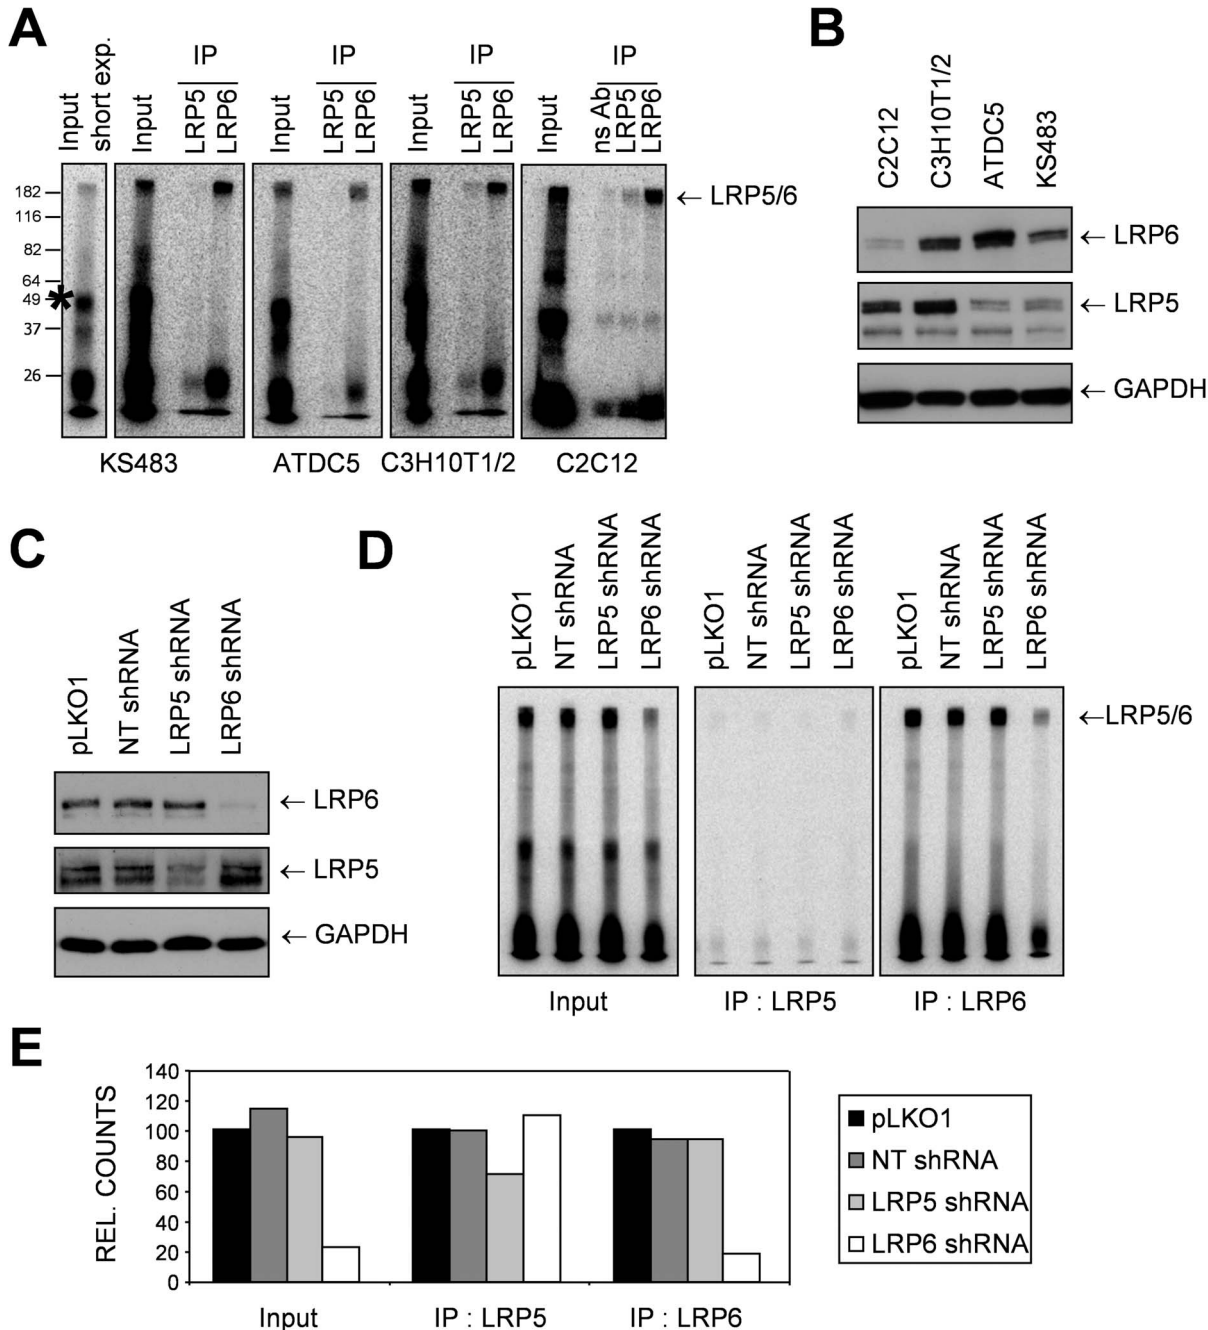 A
Input
short exp.
Input
IP
LRP5
LRP6
Input
IP
LRP5
LRP6
Input
IP
LRP5
LRP6
Input
IP
ns Ab
LRP5
LRP6
182
116
82
64
49
*
37
26
← LRP5/6
KS483
ATDC5
C3H10T1/2
C2C12
B
C2C12
C3H10T1/2
ATDC5
KS483
← LRP6
← LRP5
← GAPDH
C
pLKO1
NT shRNA
LRP5 shRNA
LRP6 shRNA
← LRP6
← LRP5
← GAPDH
D
pLKO1
NT shRNA
LRP5 shRNA
LRP6 shRNA
pLKO1
NT shRNA
LRP5 shRNA
LRP6 shRNA
pLKO1
NT shRNA
LRP5 shRNA
LRP6 shRNA
←LRP5/6
Input
IP : LRP5
IP : LRP6
E
REL. COUNTS
140
120
100
80
60
40
20
0
Input
IP : LRP5
IP : LRP6
pLKO1
NT shRNA
LRP5 shRNA
LRP6 shRNA